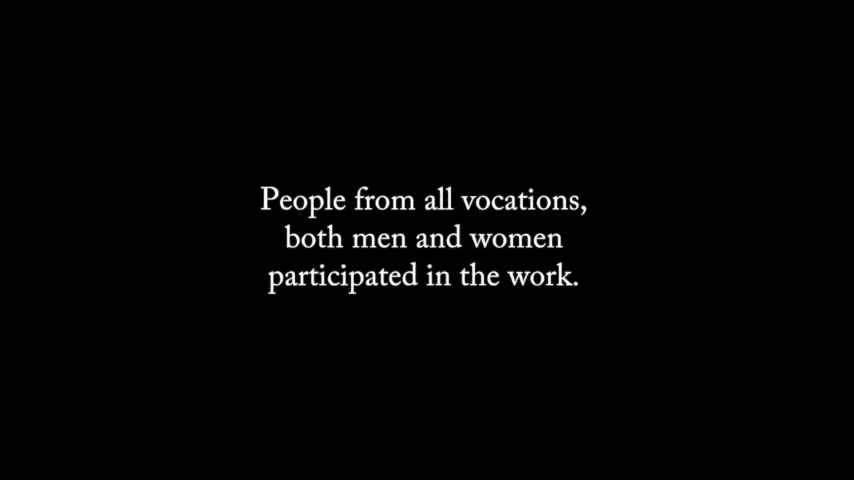 People from all vocations,
both men and women
participated in the work.